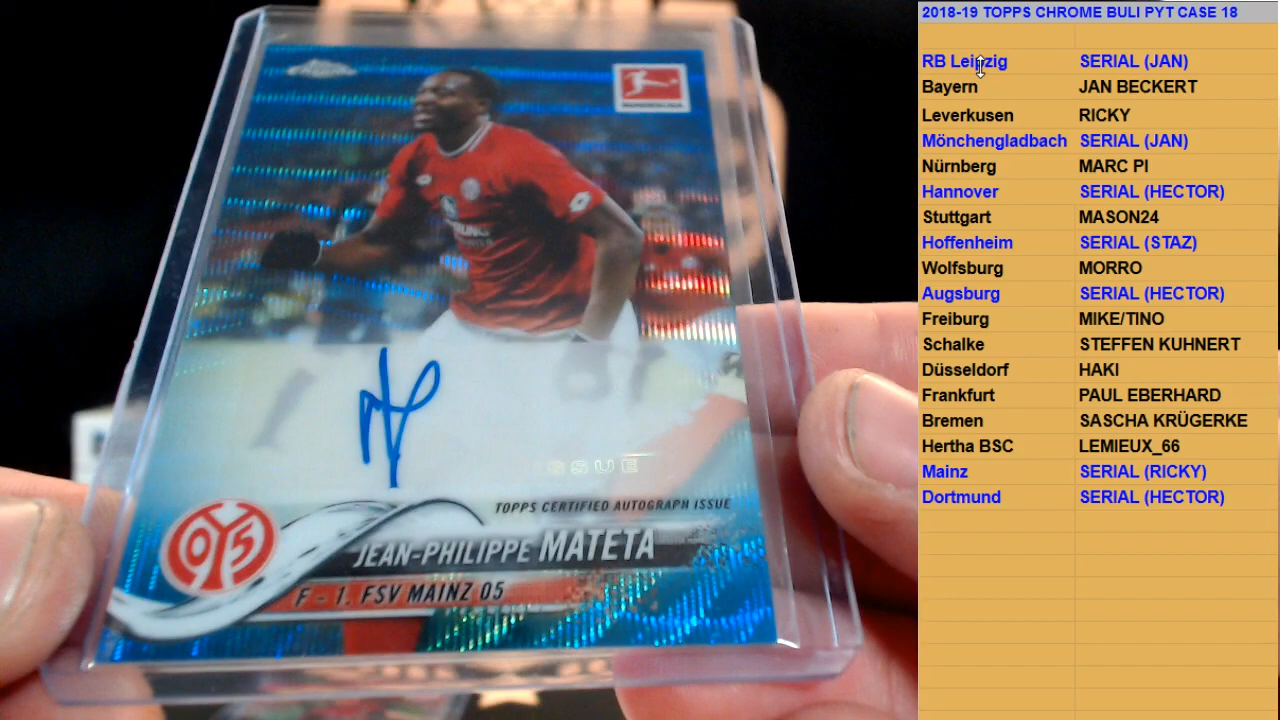 Chrome
BUNDESLIGA
ISSUE
TOPPS CERTIFIED AUTOGRAPH ISSUE
JEAN-PHILIPPE MATETA
F - 1. FSV MAINZ 05
2018-19 TOPPS CHROME BULI PYT CASE 18
RB Leipzig SERIAL (JAN)
Bayern JAN BECKERT
Leverkusen RICKY
Mönchengladbach SERIAL (JAN)
Nürnberg MARC PI
Hannover SERIAL (HECTOR)
Stuttgart MASON24
Hoffenheim SERIAL (STAZ)
Wolfsburg MORRO
Augsburg SERIAL (HECTOR)
Freiburg MIKE/TINO
Schalke STEFFEN KUHNERT
Düsseldorf HAKI
Frankfurt PAUL EBERHARD
Bremen SASCHA KRÜGERKE
Hertha BSC LEMIEUX_66
Mainz SERIAL (RICKY)
Dortmund SERIAL (HECTOR)